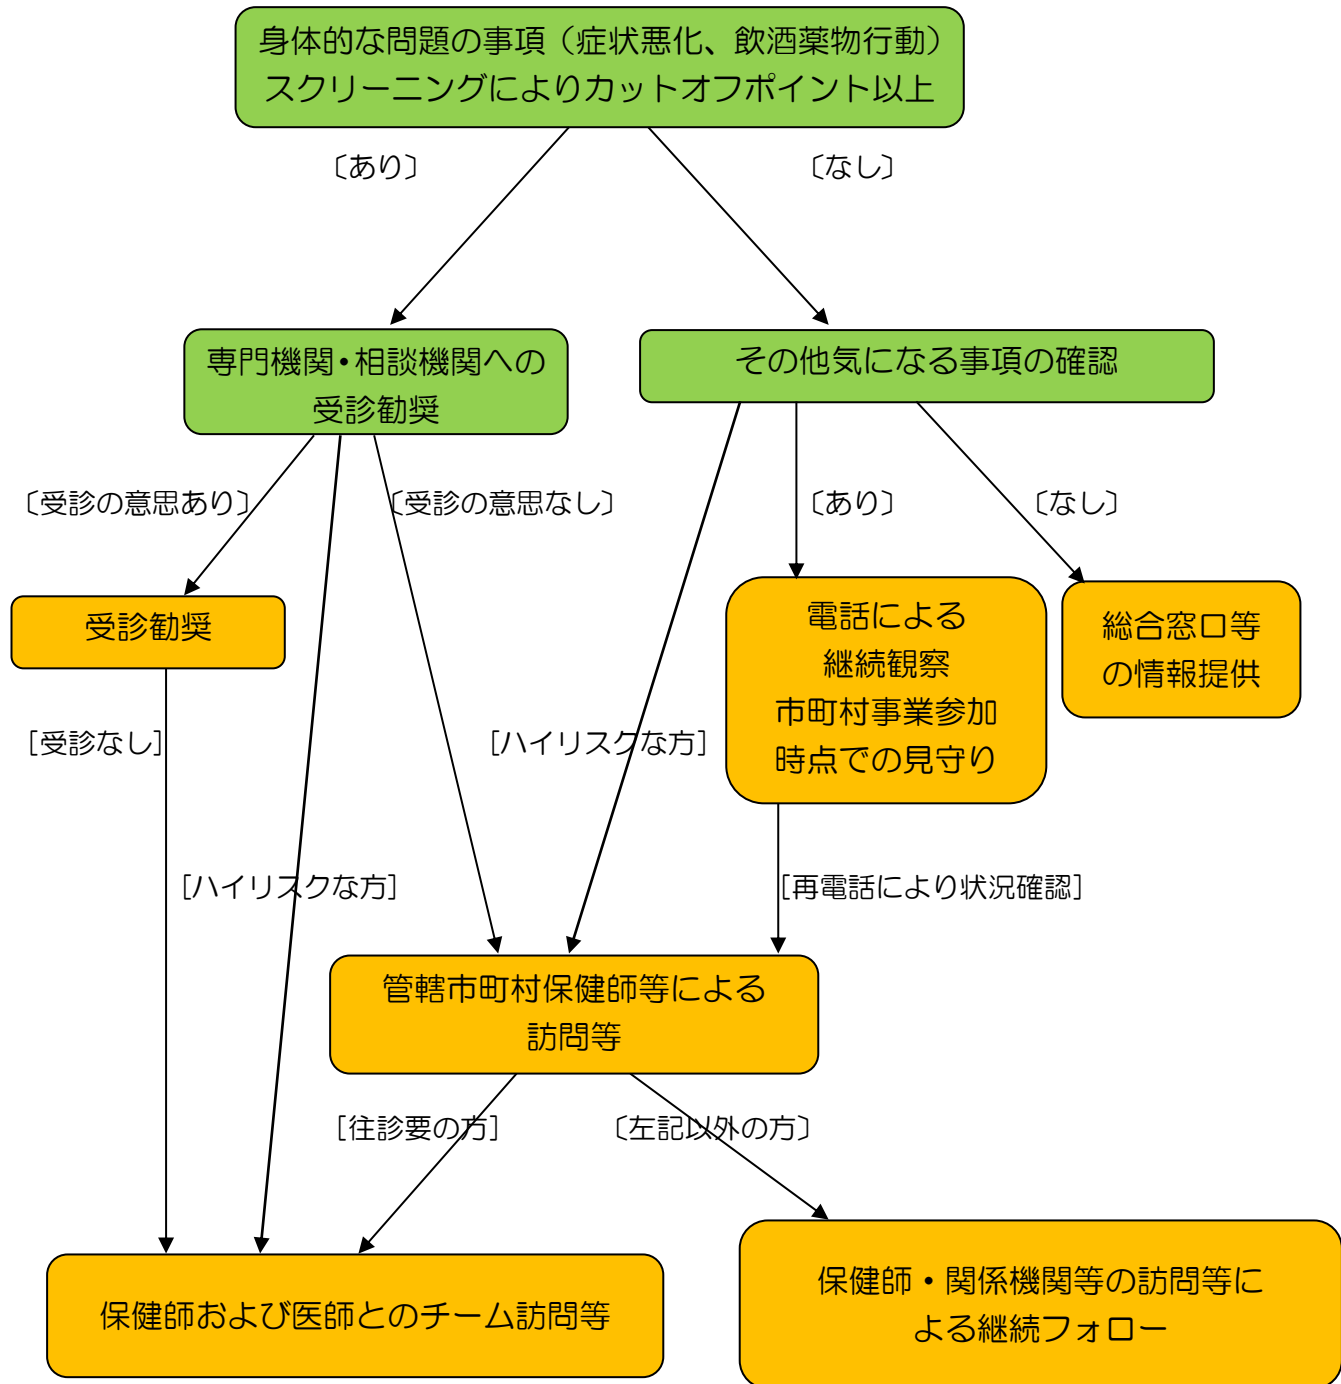 身体的な問題の事項（症状悪化、飲酒薬物行動）
スクリーニングによりカットオフポイント以上
〔あり〕
〔なし〕
専門機関・相談機関への
受診勧奨
その他気になる事項の確認
〔受診の意思あり〕
〔受診の意思なし〕
〔あり〕
〔なし〕
受診勧奨
電話による
継続観察
市町村事業参加
時点での見守り
総合窓口等
の情報提供
［受診なし］
［ハイリスクな方］
［ハイリスクな方］
［再電話により状況確認］
管轄市町村保健師等による
訪問等
［往診要の方］
〔左記以外の方〕
保健師および医師とのチーム訪問等
保健師・関係機関等の訪問等に
よる継続フォロー